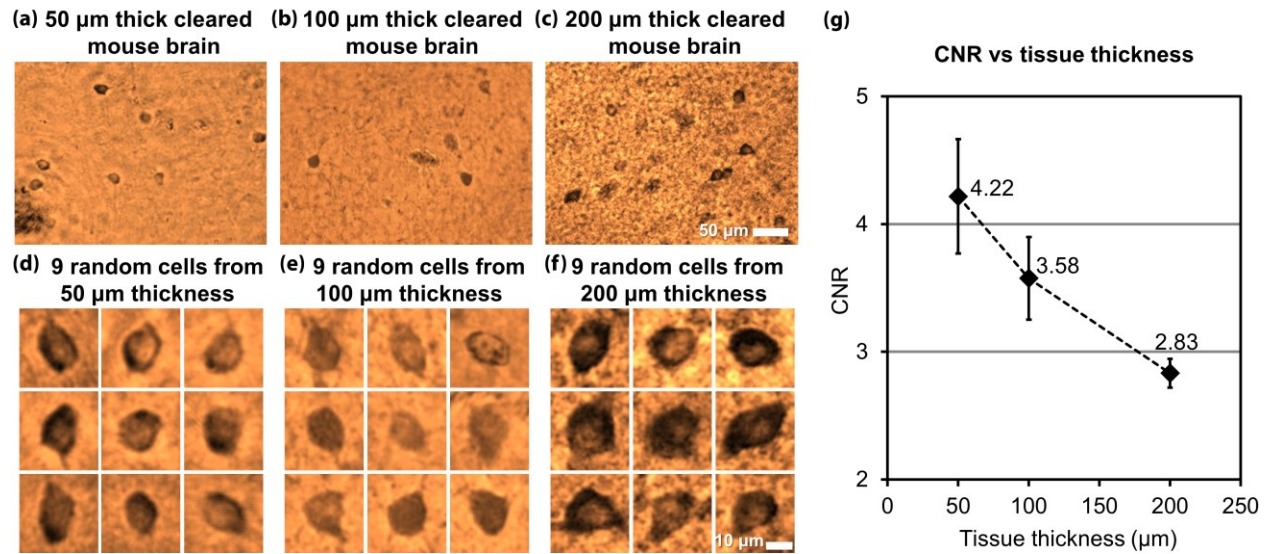 (a) 50 µm thick cleared
mouse brain
(b) 100 µm thick cleared
mouse brain
(c) 200 µm thick cleared
mouse brain
50 µm
(d) 9 random cells from
50 µm thickness
(e) 9 random cells from
100 µm thickness
(f) 9 random cells from
200 µm thickness
10 µm
(g)
CNR vs tissue thickness
5
4
3
2
CNR
4.22
3.58
2.83
0 50 100 150 200 250
Tissue thickness (µm)